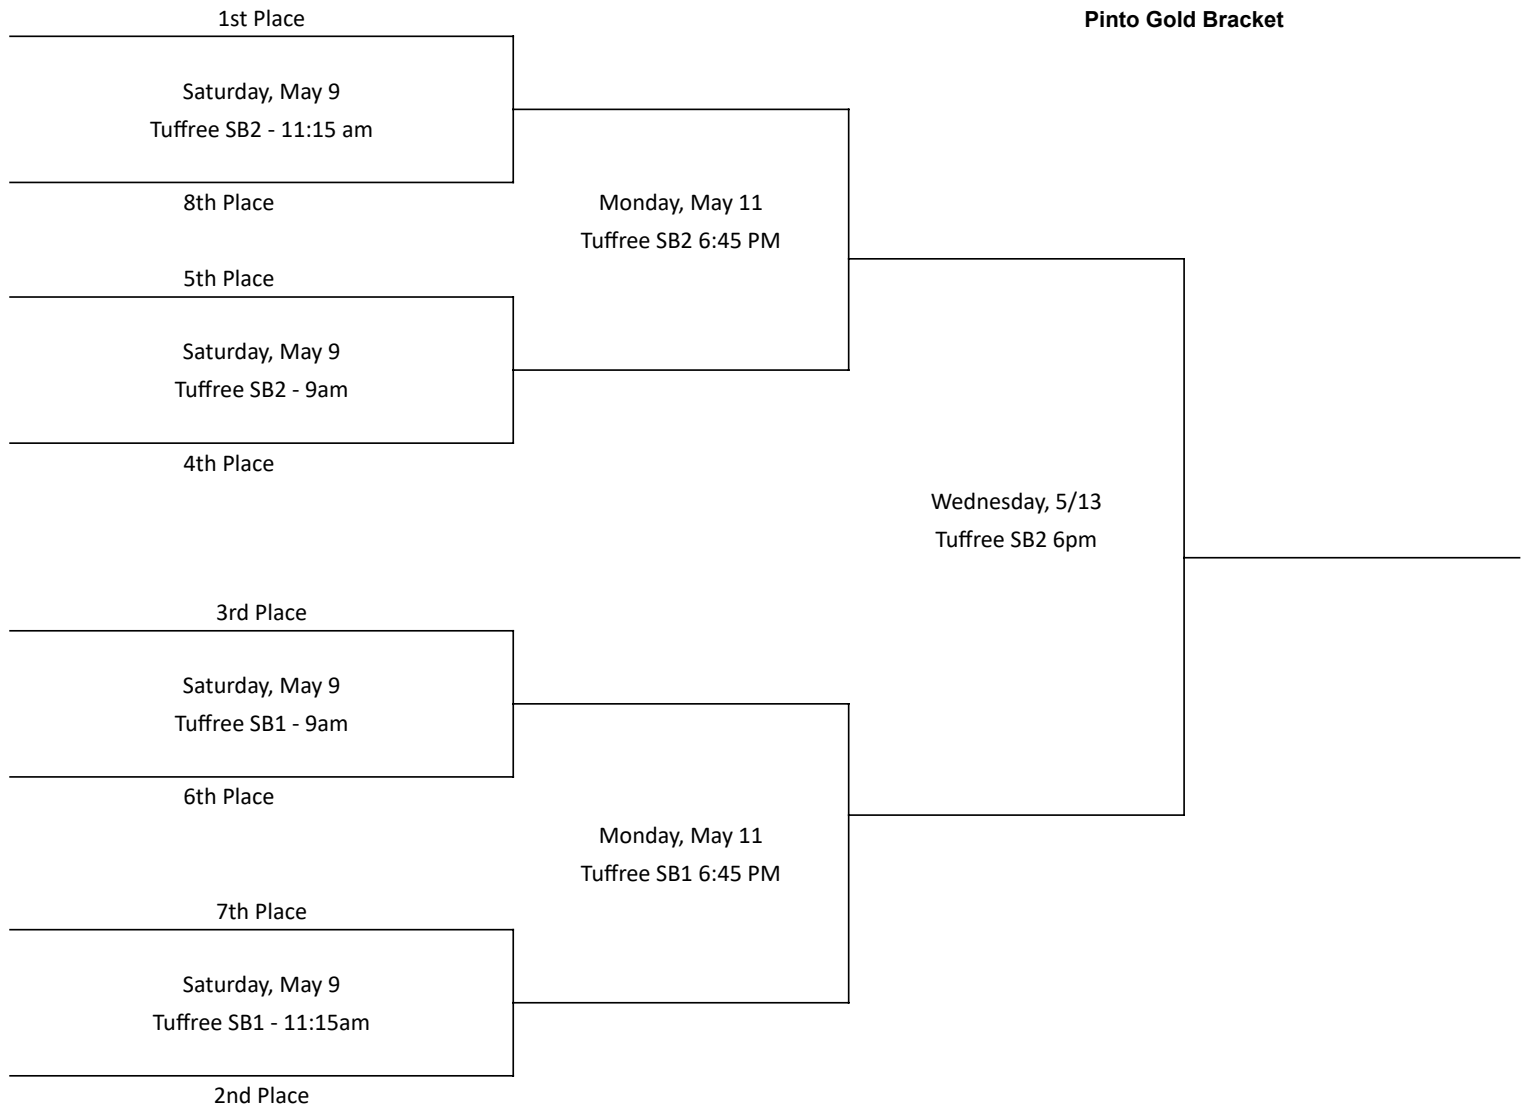 1st Place
Pinto Gold Bracket
Saturday, May 9
Tuffree SB2 - 11:15 am
8th Place
Monday, May 11
Tuffree SB2 6:45 PM
5th Place
Saturday, May 9
Tuffree SB2 - 9am
4th Place
Wednesday, 5/13
Tuffree SB2 6pm
3rd Place
Saturday, May 9
Tuffree SB1 - 9am
6th Place
Monday, May 11
Tuffree SB1 6:45 PM
7th Place
Saturday, May 9
Tuffree SB1 - 11:15am
2nd Place